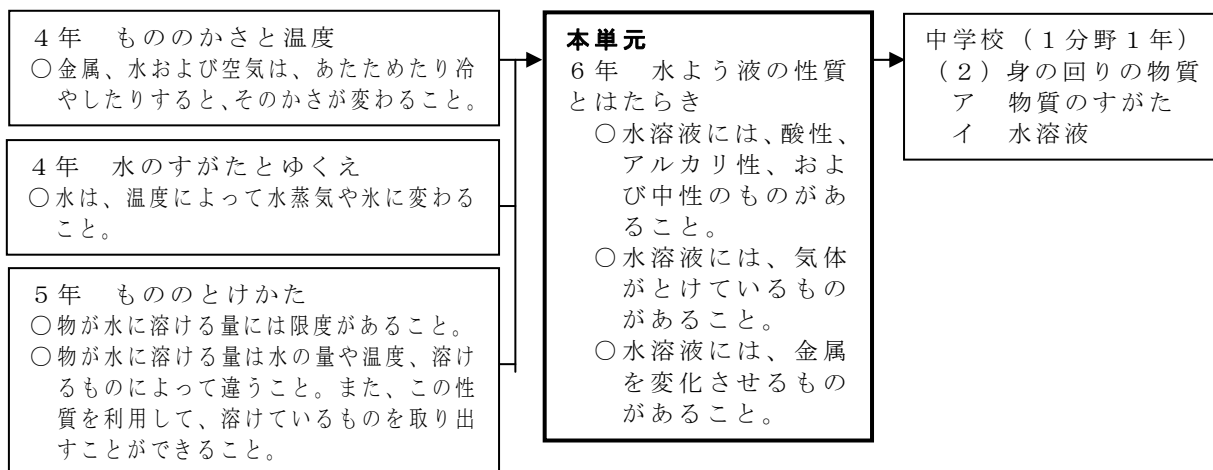 4年 もののかさと温度
○金属、水および空気は、あたためたり冷
やしたりすると、そのかさが変わること。
4年 水のすがたとゆくえ
○水は、温度によって水蒸気や氷に変わる
こと。
5年 もののとけかた
○物が水に溶ける量には限度があること。
○物が水に溶ける量は水の量や温度、溶け
るものによって違うこと。また、この性
質を利用して、溶けているものを取り出
すことができること。
本単元
6年 水よう液の性質
とはたらき
○水溶液には、酸性、
アルカリ性、およ
び中性のものがあ
ること。
○水溶液には、気体
がとけているもの
があること。
○水溶液には、金属
を変化させるもの
があること。
中学校(1分野1年)
(2)身の回りの物質
ア 物質のすがた
イ 水溶液